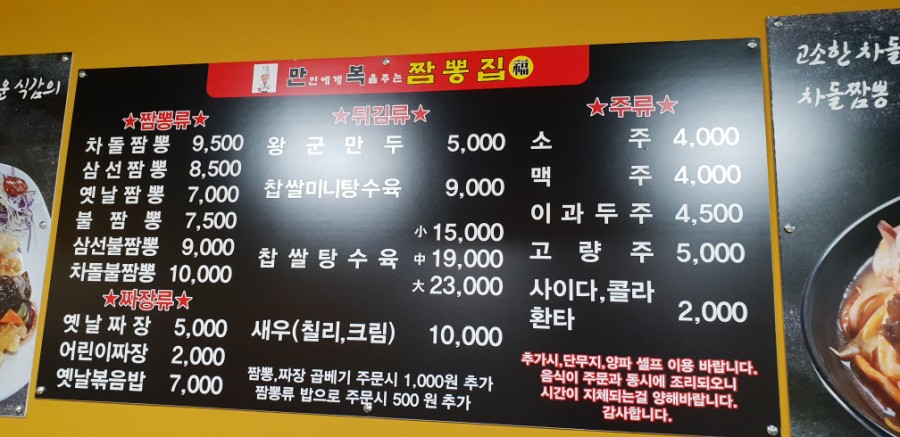 만인에게 복을주는 짬뽕집 福
운 식감의
★짬뽕류★
차돌짬뽕 9,500
삼선짬뽕 8,500
옛날짬뽕 7,000
불짬뽕 7,500
삼선불짬뽕 9,000
차돌불짬뽕 10,000
★짜장류★
옛날짜장 5,000
어린이짜장 2,000
옛날볶음밥 7,000
★튀김류★
왕군만두 5,000
찹쌀미니탕수육 9,000
찹쌀탕수육
小 15,000
中 19,000
大 23,000
새우(칠리,크림) 10,000
짬뽕,짜장 곱베기 주문시 1,000원 추가
짬뽕류 밥으로 주문시 500 원 추가
★주류★
소주 4,000
맥주 4,000
이과두주 4,500
고량주 5,000
사이다,콜라
환타 2,000
추가시,단무지,양파 셀프 이용 바랍니다.
음식이 주문과 동시에 조리되오니
시간이 지체되는걸 양해바랍니다.
감사합니다.
고소한 차돌
차돌짬뽕